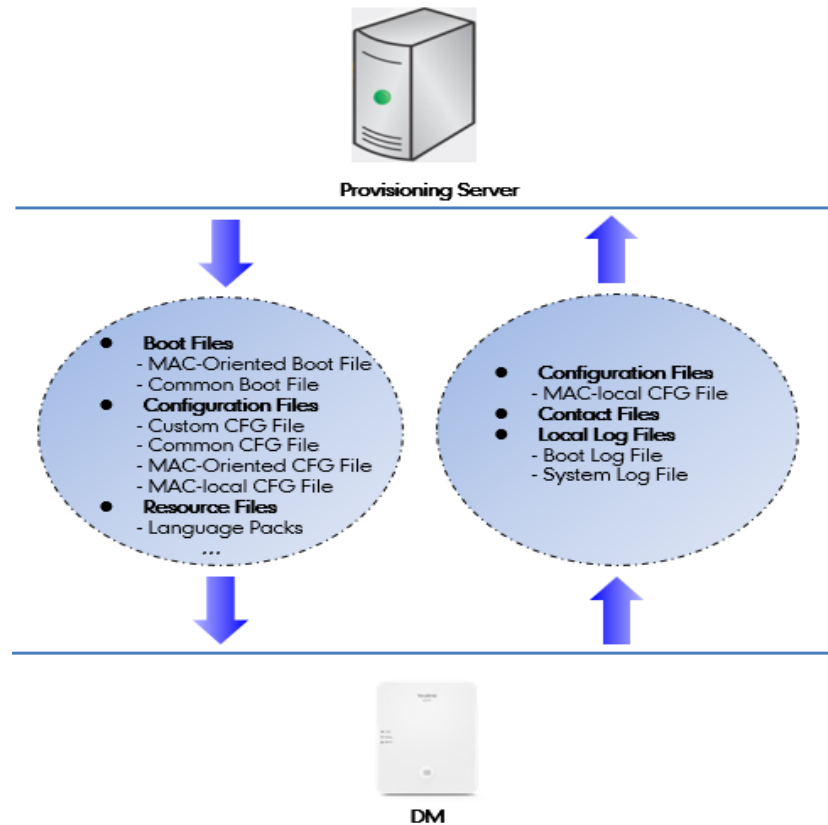 Provisioning Server
● Boot Files
- MAC-Oriented Boot File
- Common Boot File
● Configuration Files
- Custom CFG File
- Common CFG File
- MAC-Oriented CFG File
- MAC-local CFG File
● Resource Files
- Language Packs
...
● Configuration Files
- MAC-local CFG File
● Contact Files
● Local Log Files
- Boot Log File
- System Log File
Yealink
DM